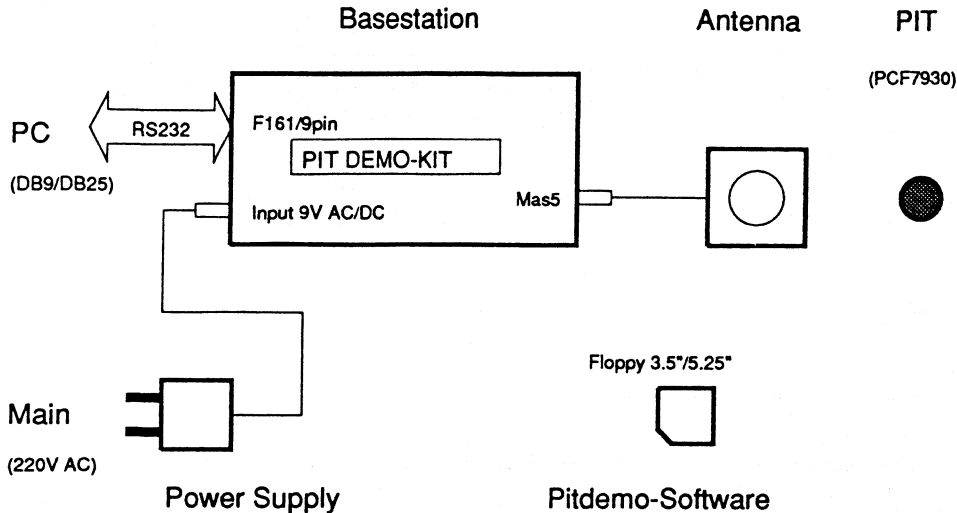 Basestation
Antenna
PIT
(PCF7930)
PC
(DB9/DB25)
RS232
F161/9pin
PIT DEMO-KIT
Input 9V AC/DC
Mas5
Main
(220V AC)
Power Supply
Floppy 3.5"/5.25"
Pitdemo-Software